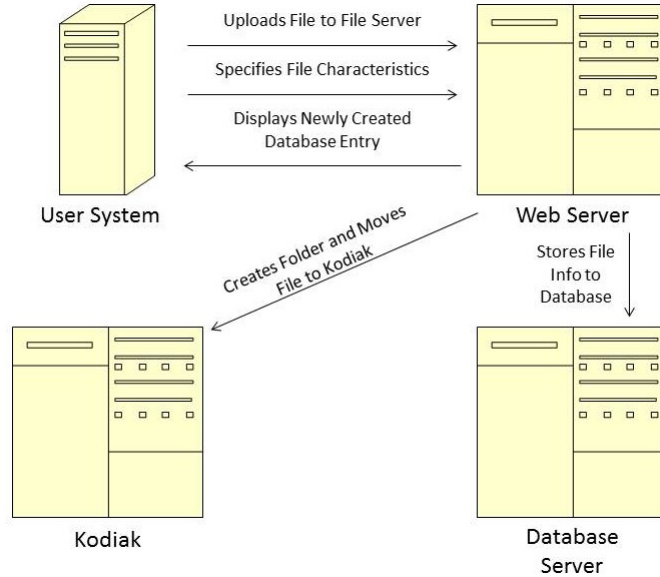 Uploads File to File Server
Specifies File Characteristics
Displays Newly Created
Database Entry
User System
Web Server
Creates Folder and Moves
File to Kodiak
Stores File
Info to
Database
Kodiak
Database
Server